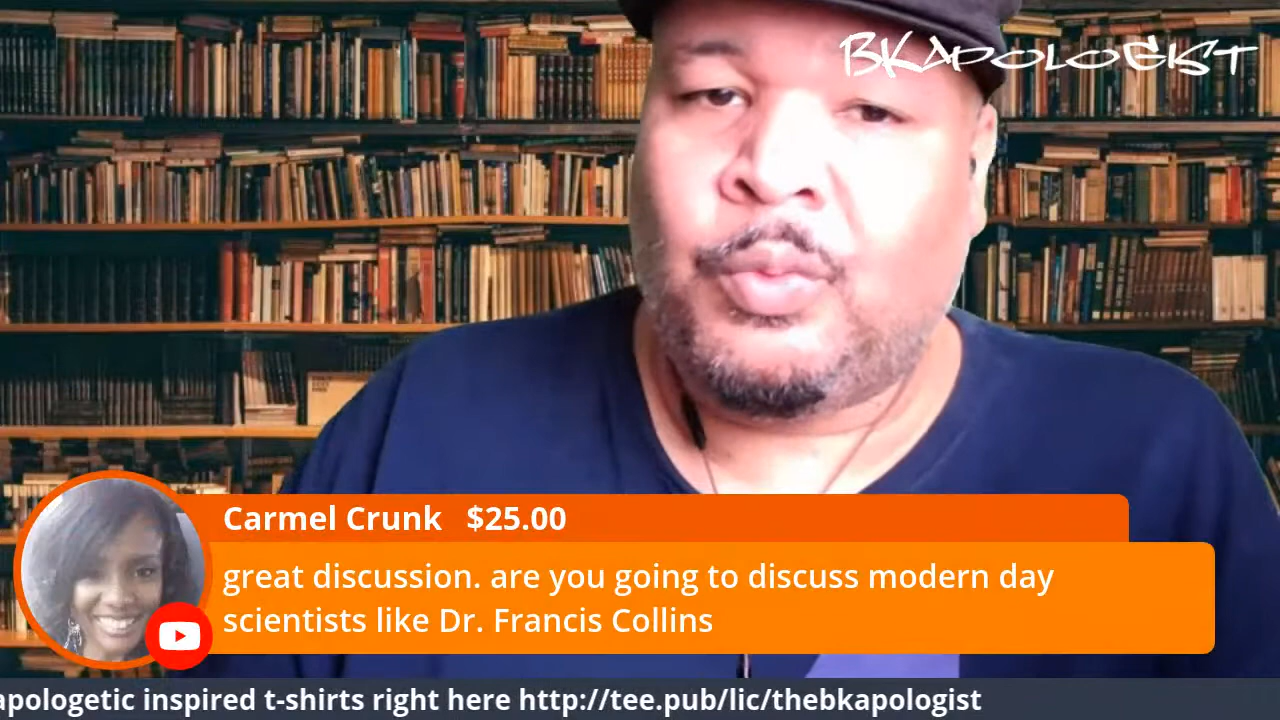 BKAPOLOGIST
Carmel Crunk $25.00
great discussion. are you going to discuss modern day
scientists like Dr. Francis Collins
apologetic inspired t-shirts right here http://tee.pub/lic/thebkapologist